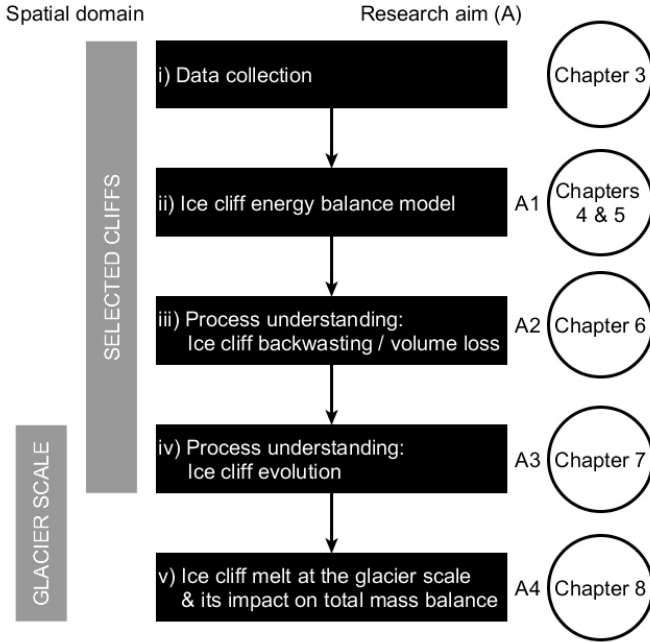 Spatial domain
Research aim (A)
i) Data collection
Chapter 3
ii) Ice cliff energy balance model
A1
Chapters
4 & 5
SELECTED CLIFFS
iii) Process understanding:
Ice cliff backwasting / volume loss
A2
Chapter 6
iv) Process understanding:
Ice cliff evolution
A3
Chapter 7
GLACIER SCALE
v) Ice cliff melt at the glacier scale
& its impact on total mass balance
A4
Chapter 8